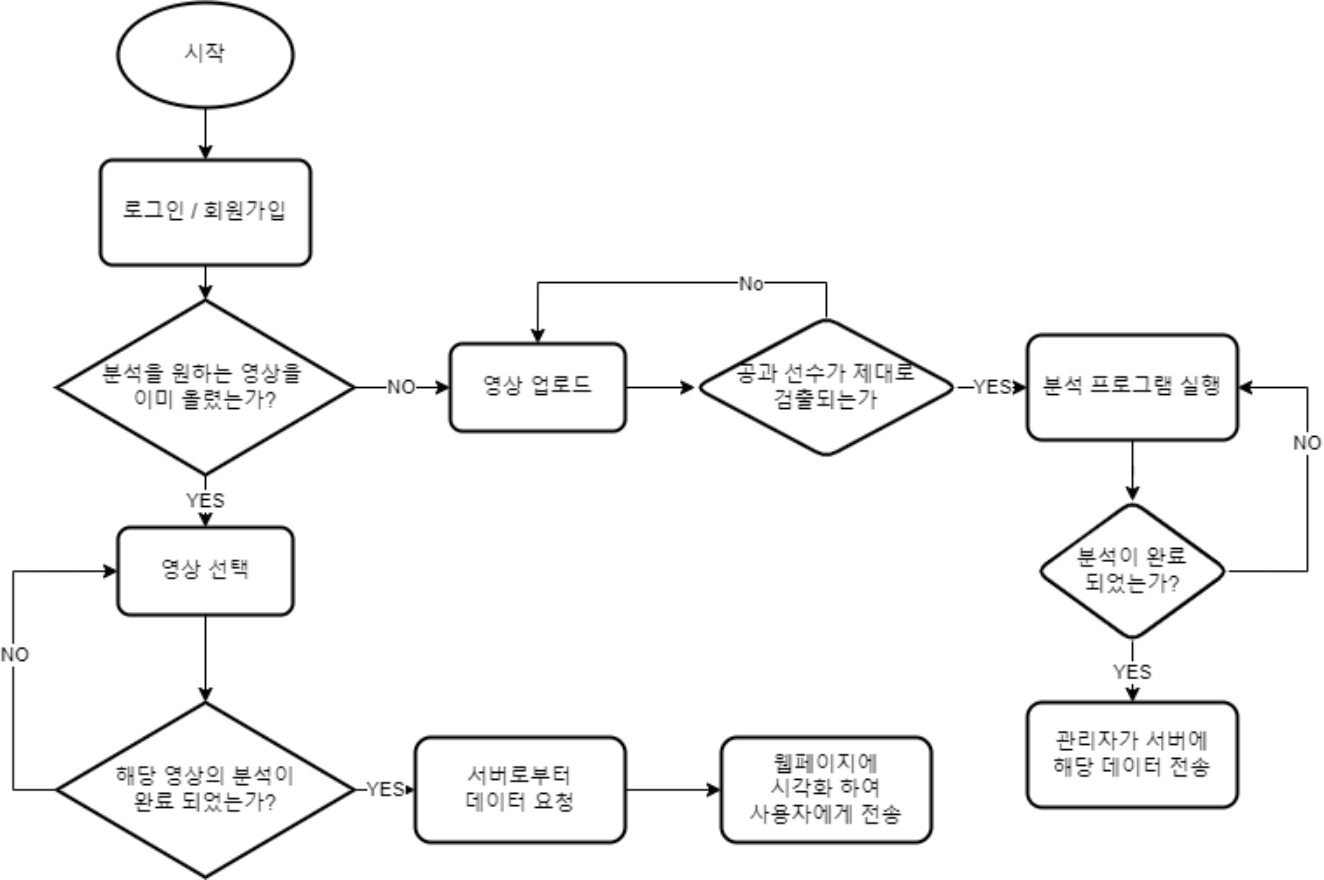 시작
로그인 / 회원가입
분석을 원하는 영상을
이미 올렸는가?
NO
영상 업로드
No
공과 선수가 제대로
검출되는가
YES
분석 프로그램 실행
NO
분석이 완료
되었는가?
YES
관리자가 서버에
해당 데이터 전송
YES
영상 선택
NO
해당 영상의 분석이
완료 되었는가?
YES
서버로부터
데이터 요청
웹페이지에
시각화 하여
사용자에게 전송